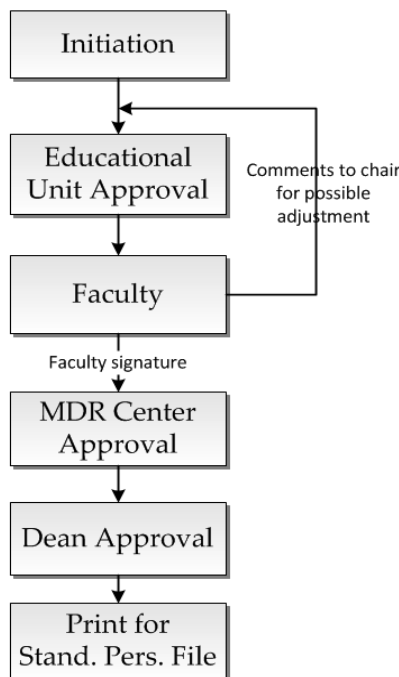 Initiation
Educational
Unit Approval
Comments to chair
for possible
adjustment
Faculty
Faculty signature
MDR Center
Approval
Dean Approval
Print for
Stand. Pers. File